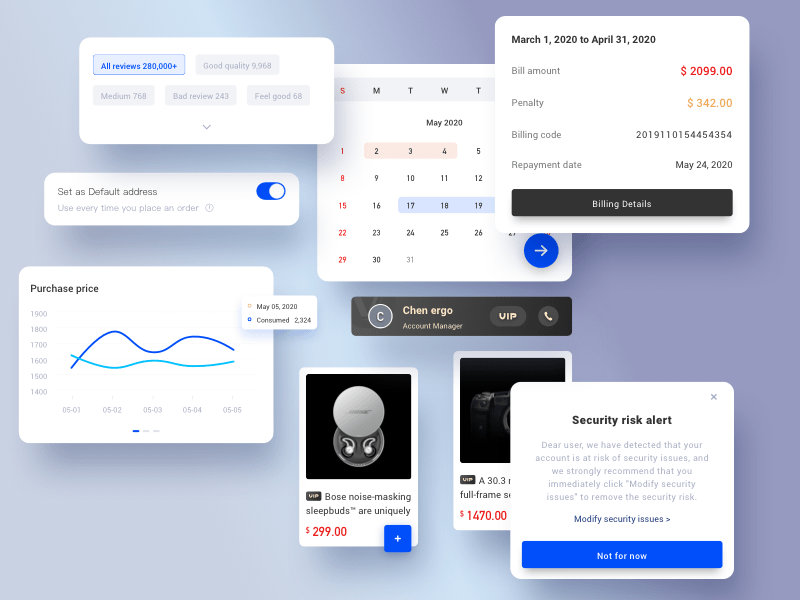 All reviews 280,000+
Good quality 9,968
Medium 768
Bad review 243
Feel good 68
Set as Default address
Use every time you place an order
S M T W T
May 2020
1 2 3 4 5
8 9 10 11 12
15 16 17 18 19
22 23 24 25 26 27
29 30 31
March 1, 2020 to April 31, 2020
Bill amount $ 2099.00
Penalty $ 342.00
Billing code 2019110154454354
Repayment date May 24, 2020
Billing Details
Purchase price
1900
1800
1700
1600
1500
1400
05-01 05-02 05-03 05-04 05-05
May 05, 2020
Consumed 2,324
C
Chen ergo
Account Manager
VIP
BOSE
VIP Bose noise-masking
sleepbuds™ are uniquely
$ 299.00
+
VIP A 30.3
full-frame
$ 1470.00
Security risk alert
Dear user, we have detected that your
account is at risk of security issues, and
we strongly recommend that you
immediately click "Modify security
issues" to remove the security risk.
Modify security issues >
Not for now